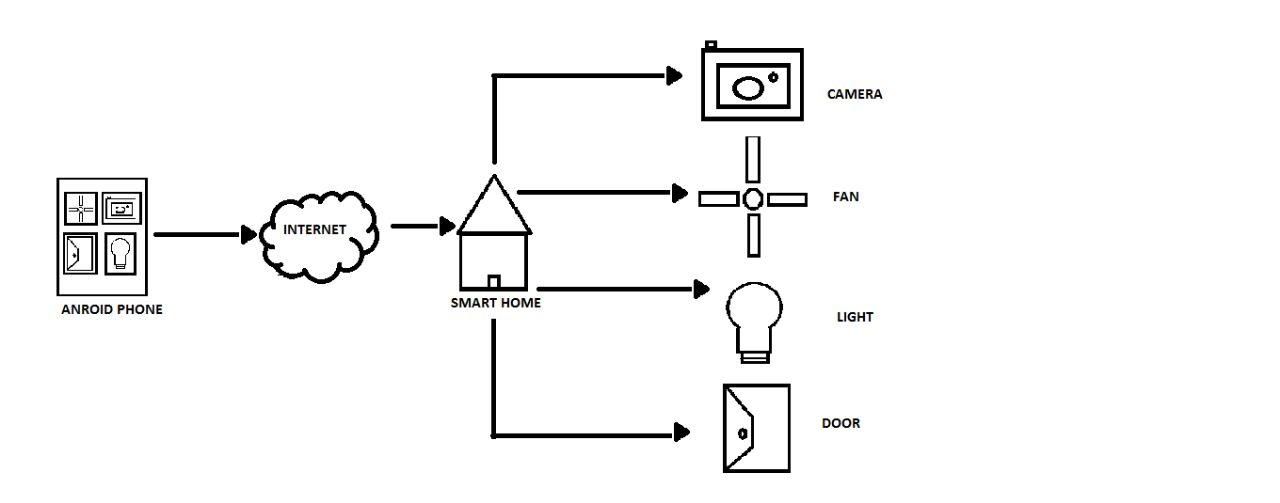 CAMERA
FAN
INTERNET
ANROID PHONE
SMART HOME
LIGHT
DOOR